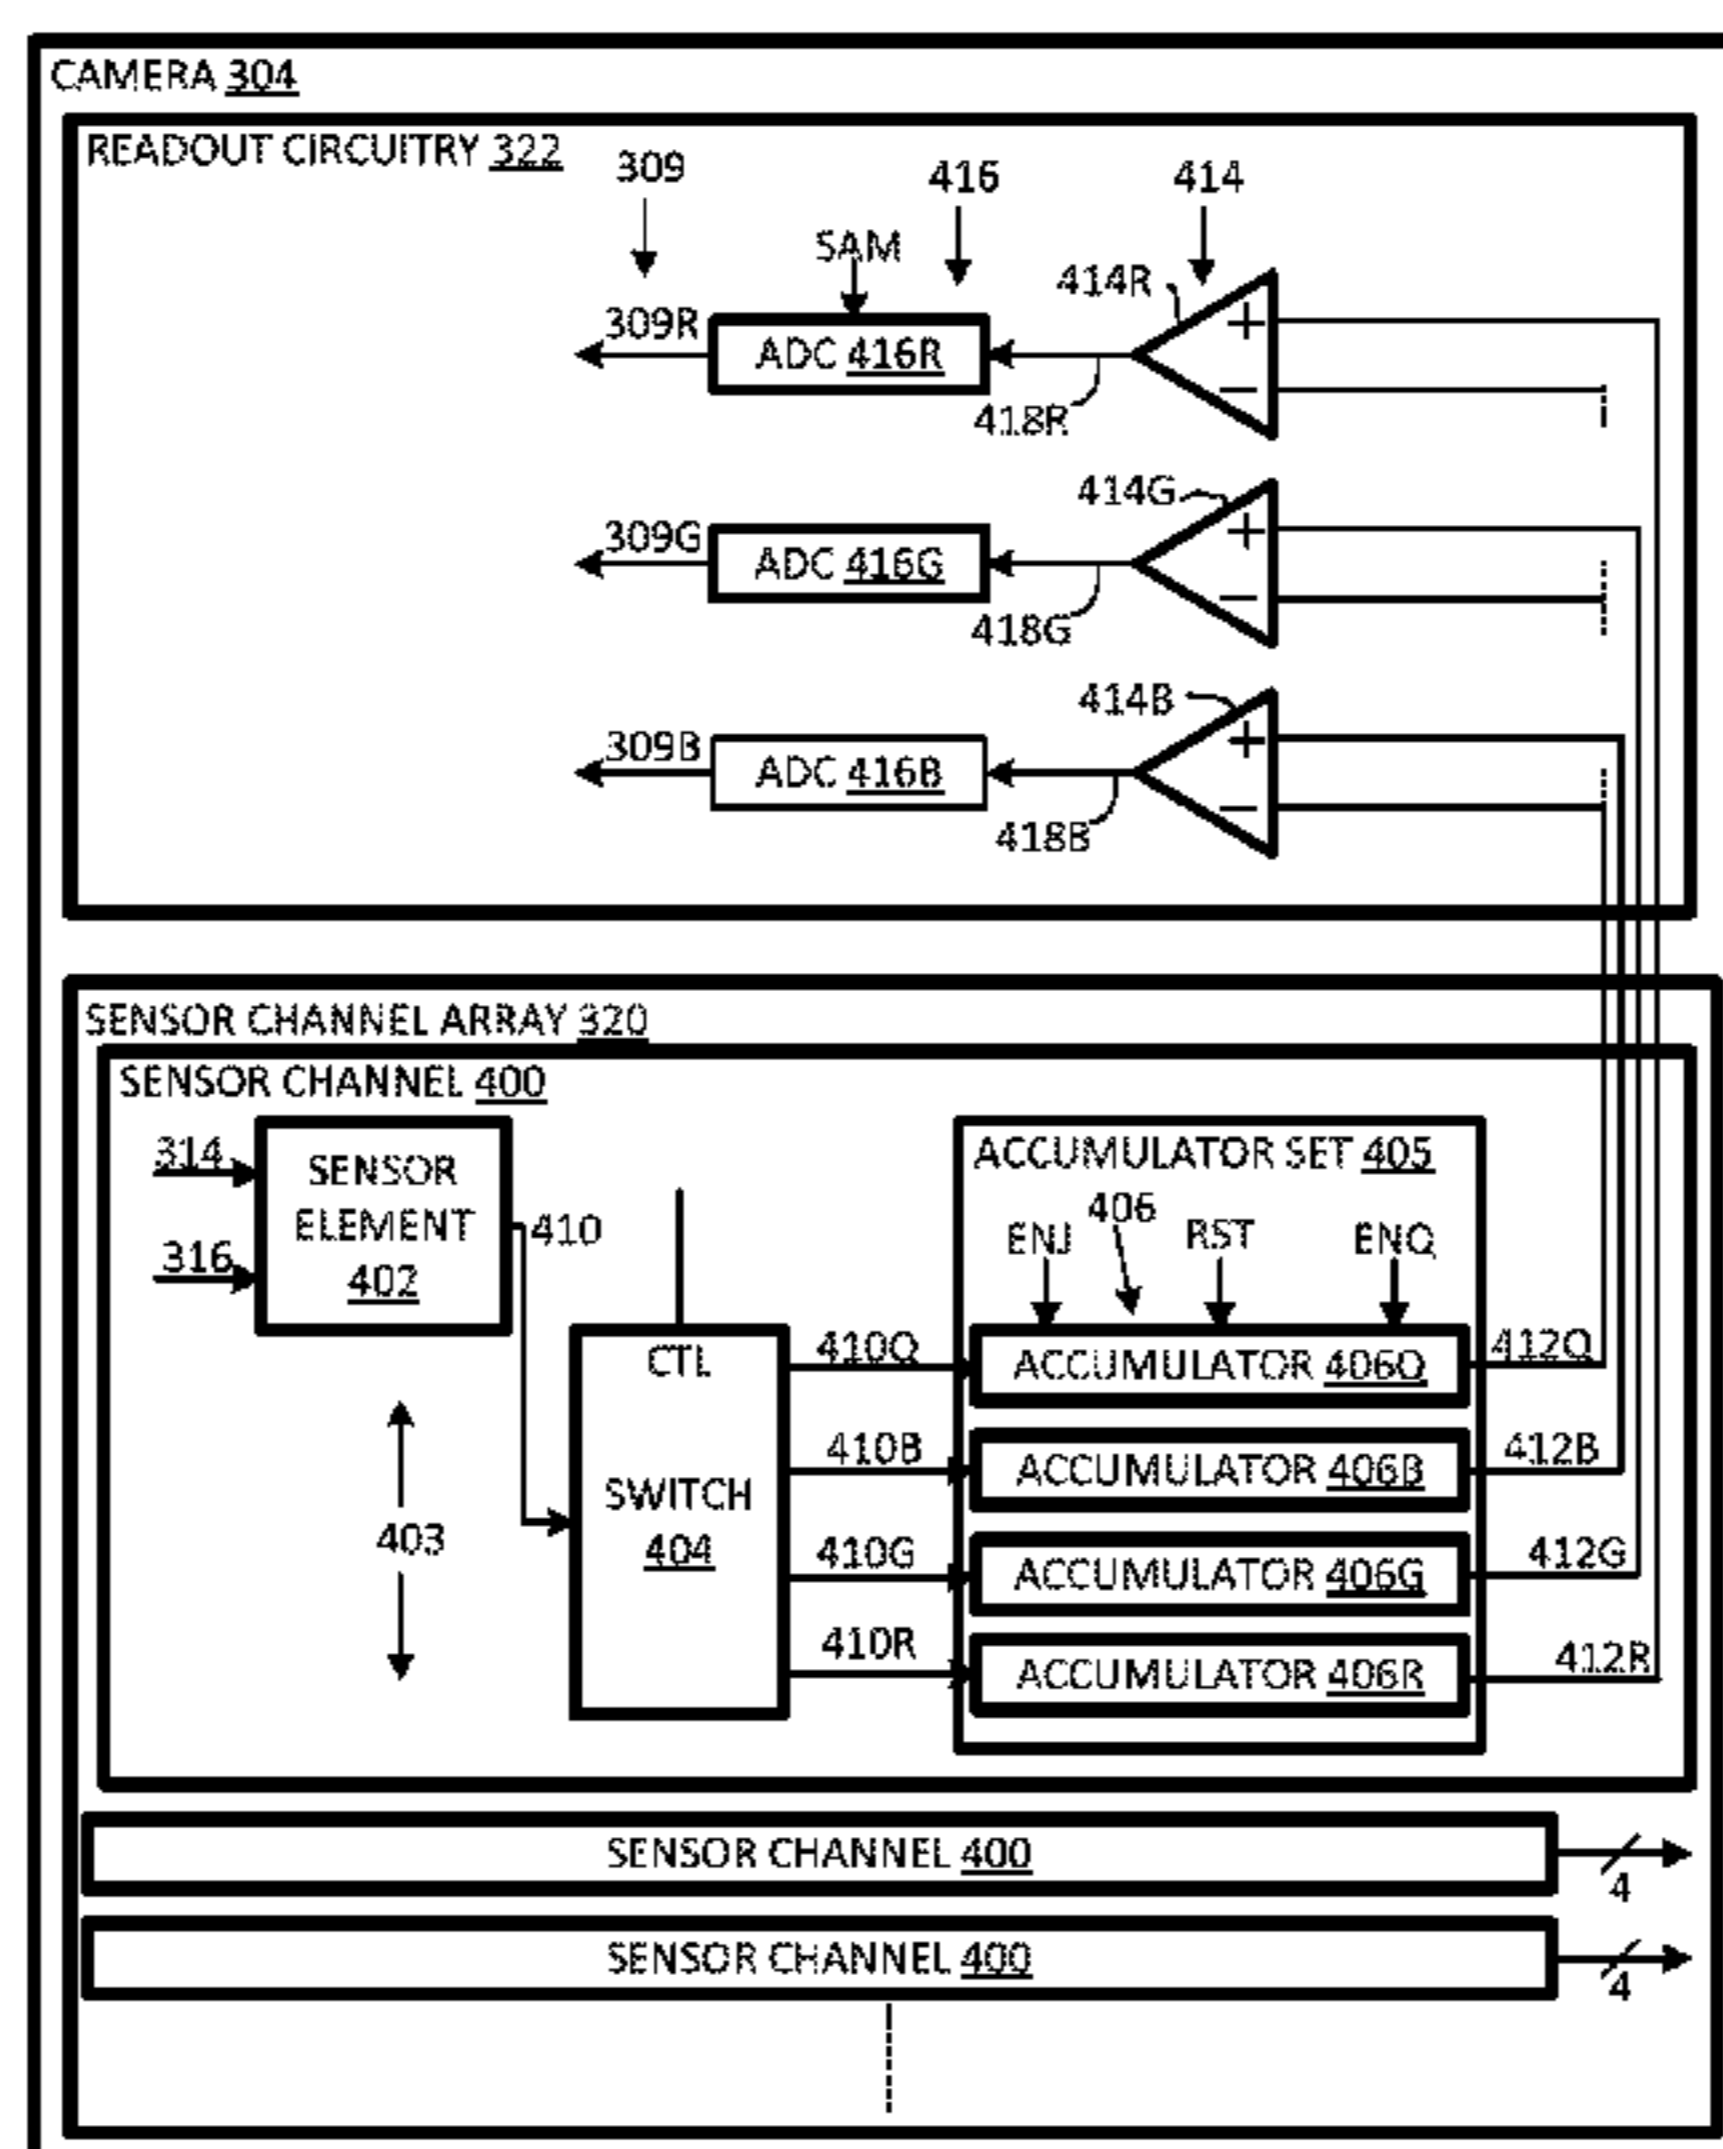 CAMERA 304
READOUT CIRCUITRY 322
309
416
414
SAM
414R
+
309R
ADC 416R
−
418R
414G
+
309G
ADC 416G
−
418G
414B
+
309B
ADC 416B
−
418B
SENSOR CHANNEL ARRAY 320
SENSOR CHANNEL 400
314
316
SENSOR
ELEMENT
402
410
ACCUMULATOR SET 405
406
ENJ
RST
ENQ
CTL
SWITCH
404
403
410Q
ACCUMULATOR 406Q
412Q
410B
ACCUMULATOR 406B
412B
410G
ACCUMULATOR 406G
412G
410R
ACCUMULATOR 406R
412R
SENSOR CHANNEL 400
4
SENSOR CHANNEL 400
4